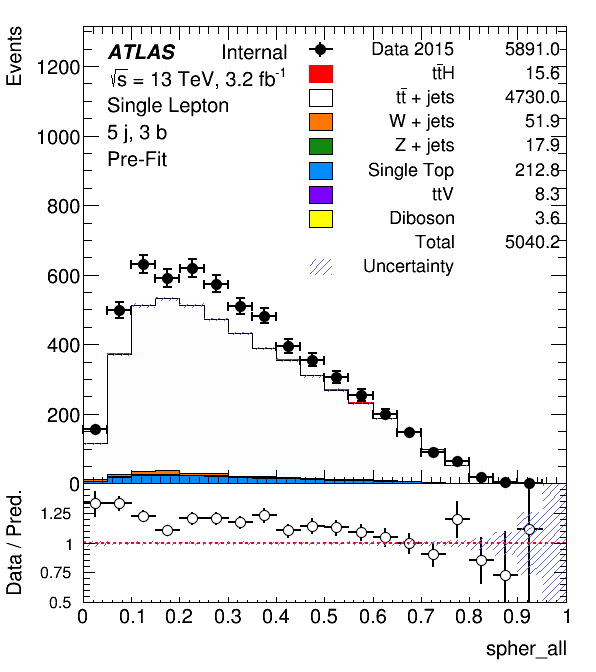 Events
ATLAS Internal
√s = 13 TeV, 3.2 fb⁻¹
Single Lepton
5 j, 3 b
Pre-Fit
Data 2015 5891.0
tt̄H 15.6
tt̄ + jets 4730.0
W + jets 51.9
Z + jets 17.9
Single Top 212.8
ttV 8.3
Diboson 3.6
Total 5040.2
Uncertainty
1200
1000
800
600
400
200
0
Data / Pred.
1.25
1
0.75
0.5
0 0.1 0.2 0.3 0.4 0.5 0.6 0.7 0.8 0.9 1
spher_all